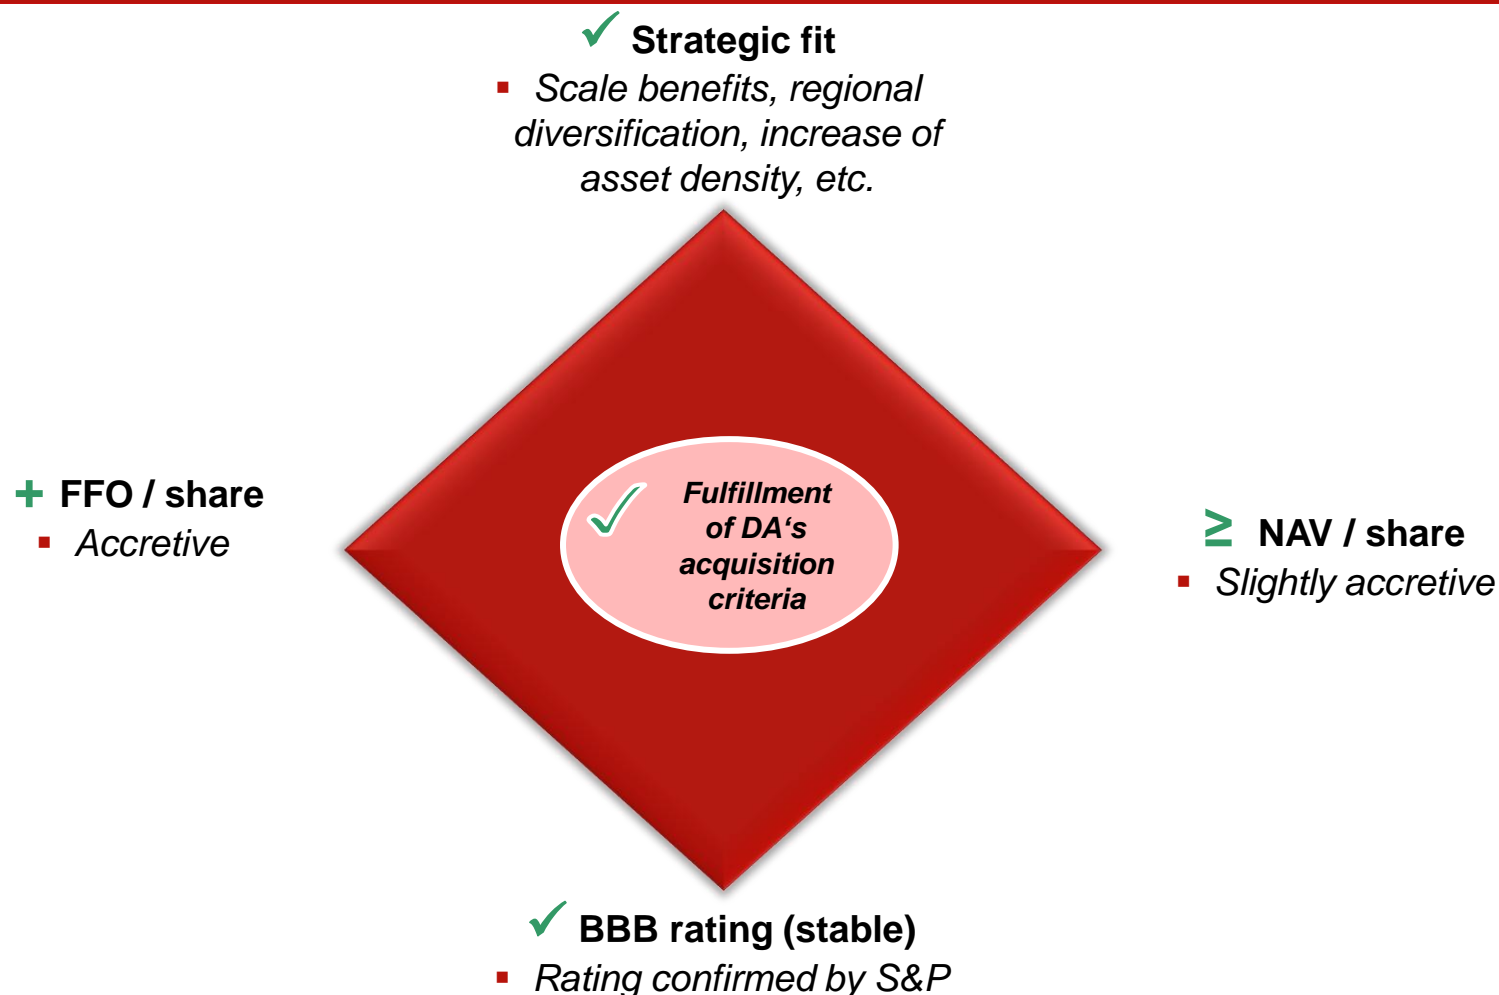 ✓ Strategic fit
▪ Scale benefits, regional
diversification, increase of
asset density, etc.
+ FFO / share
▪ Accretive
✓ Fulfillment
of DA‘s
acquisition
criteria
≥ NAV / share
▪ Slightly accretive
✓ BBB rating (stable)
▪ Rating confirmed by S&P